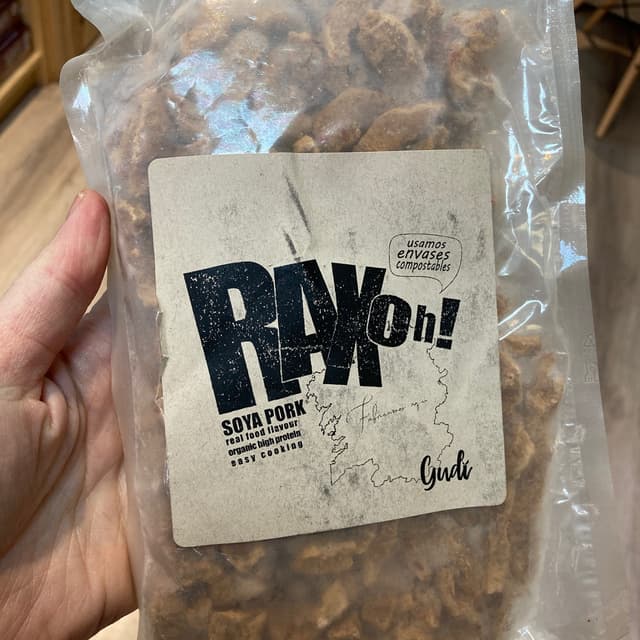 usamos
envases
compostables
RAXOh!
SOYA PORK
real food flavour
organic high protein
easy cooking
Gudi